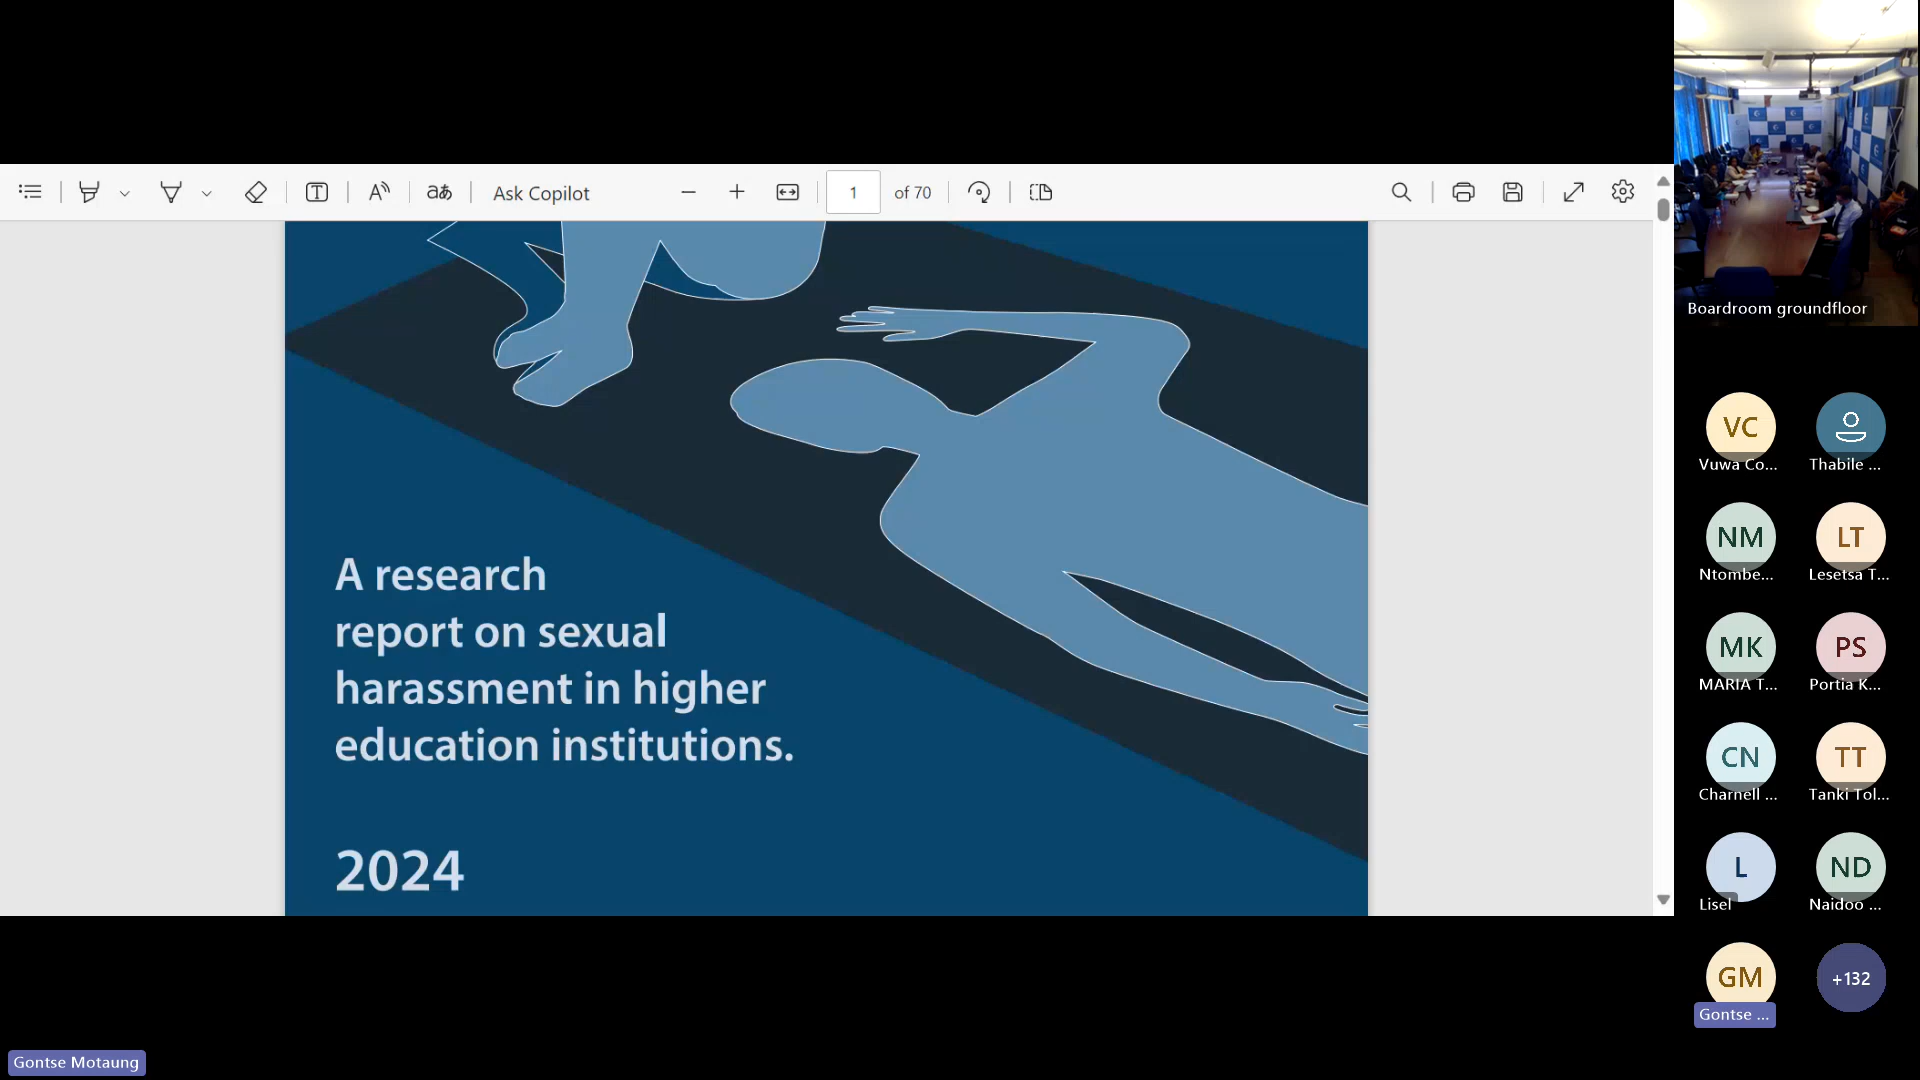 Ask Copilot
1 of 70
A research
report on sexual
harassment in higher
education institutions.
2024
Boardroom groundfloor
VC
Vuwa Co...
Thabile ...
NM
Ntombe...
LT
Lesetsa T...
MK
MARIA T...
PS
Portia K...
CN
Charnell ...
TT
Tanki Tol...
L
Lisel
ND
Naidoo ...
GM
Gontse ...
+132
Gontse Motaung